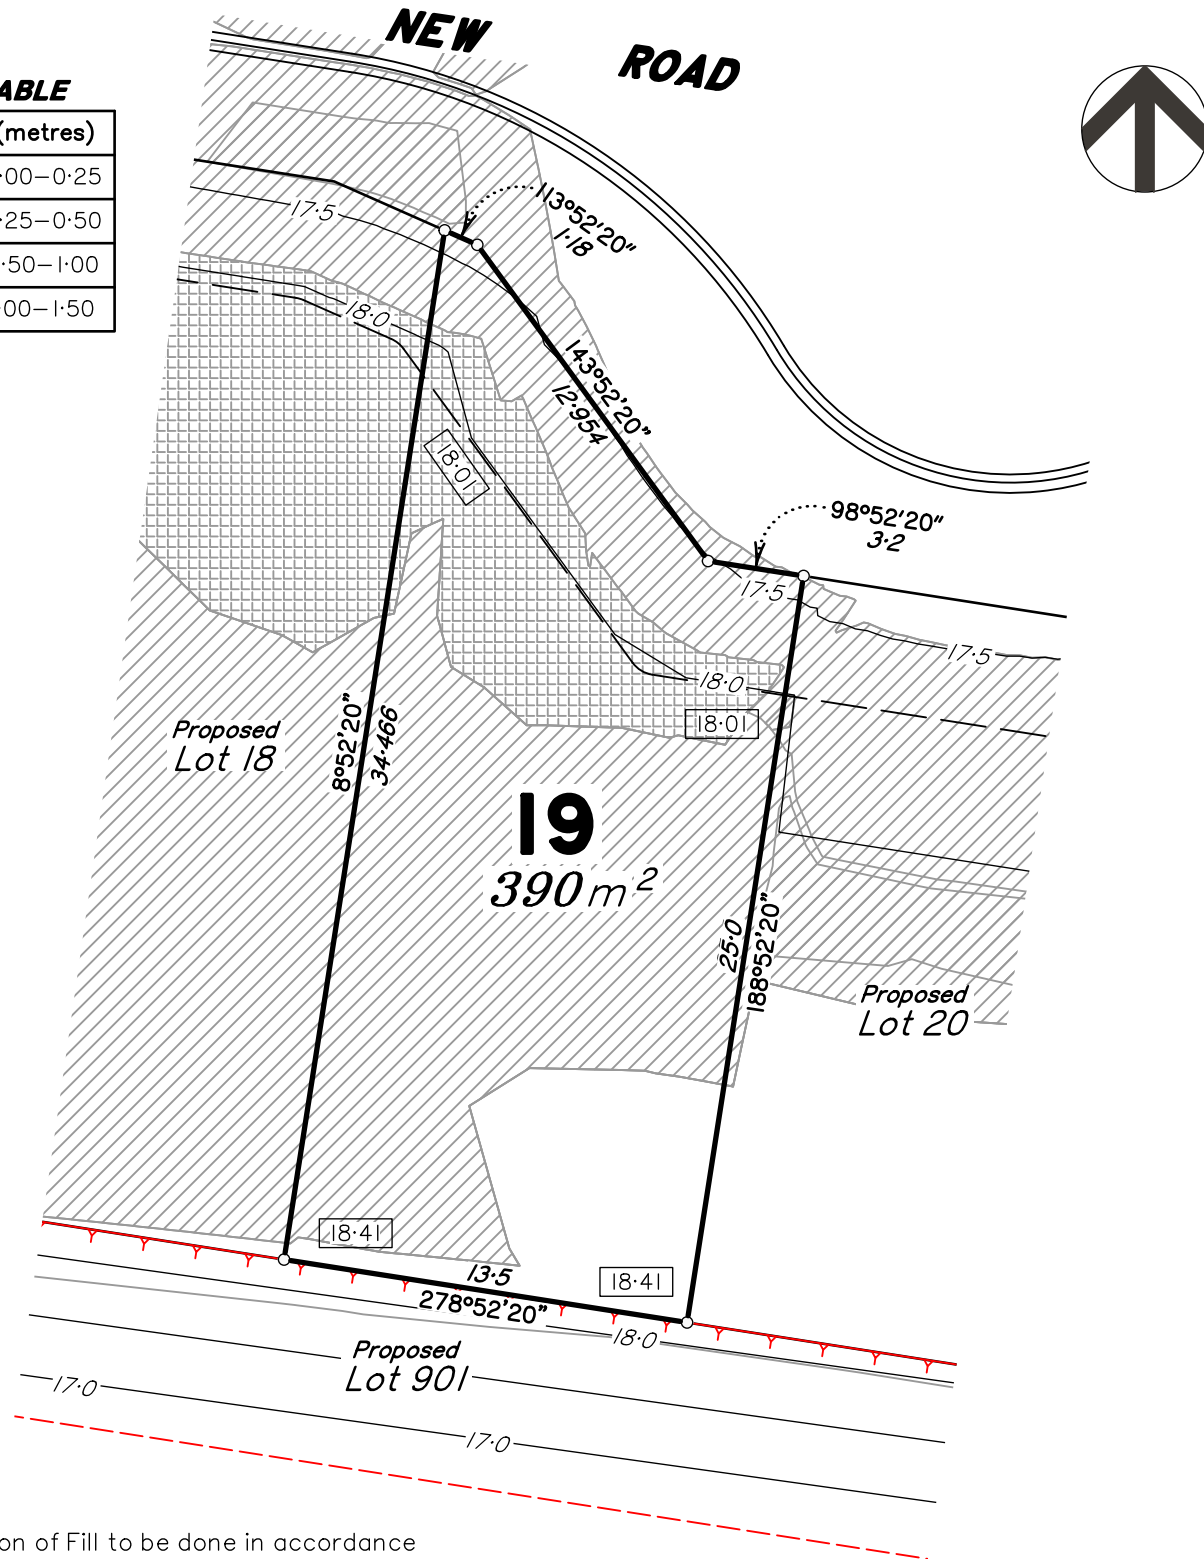 NEW ROAD
ABLE
(metres)
·00–0·25
·25–0·50
·50–1·00
·00–1·50
113°52'20"
1·18
17·5
18·0
143°52'20"
12·954
18·01
98°52'20"
3·2
17·5
17·5
18·0
18·01
Proposed
Lot 18
8°52'20"
34·466
19
390 m²
25·0
188°52'20"
Proposed
Lot 20
18·41
13·5
278°52'20"
18·41
18·0
Proposed
Lot 901
17·0
17·0
on of Fill to be done in accordance